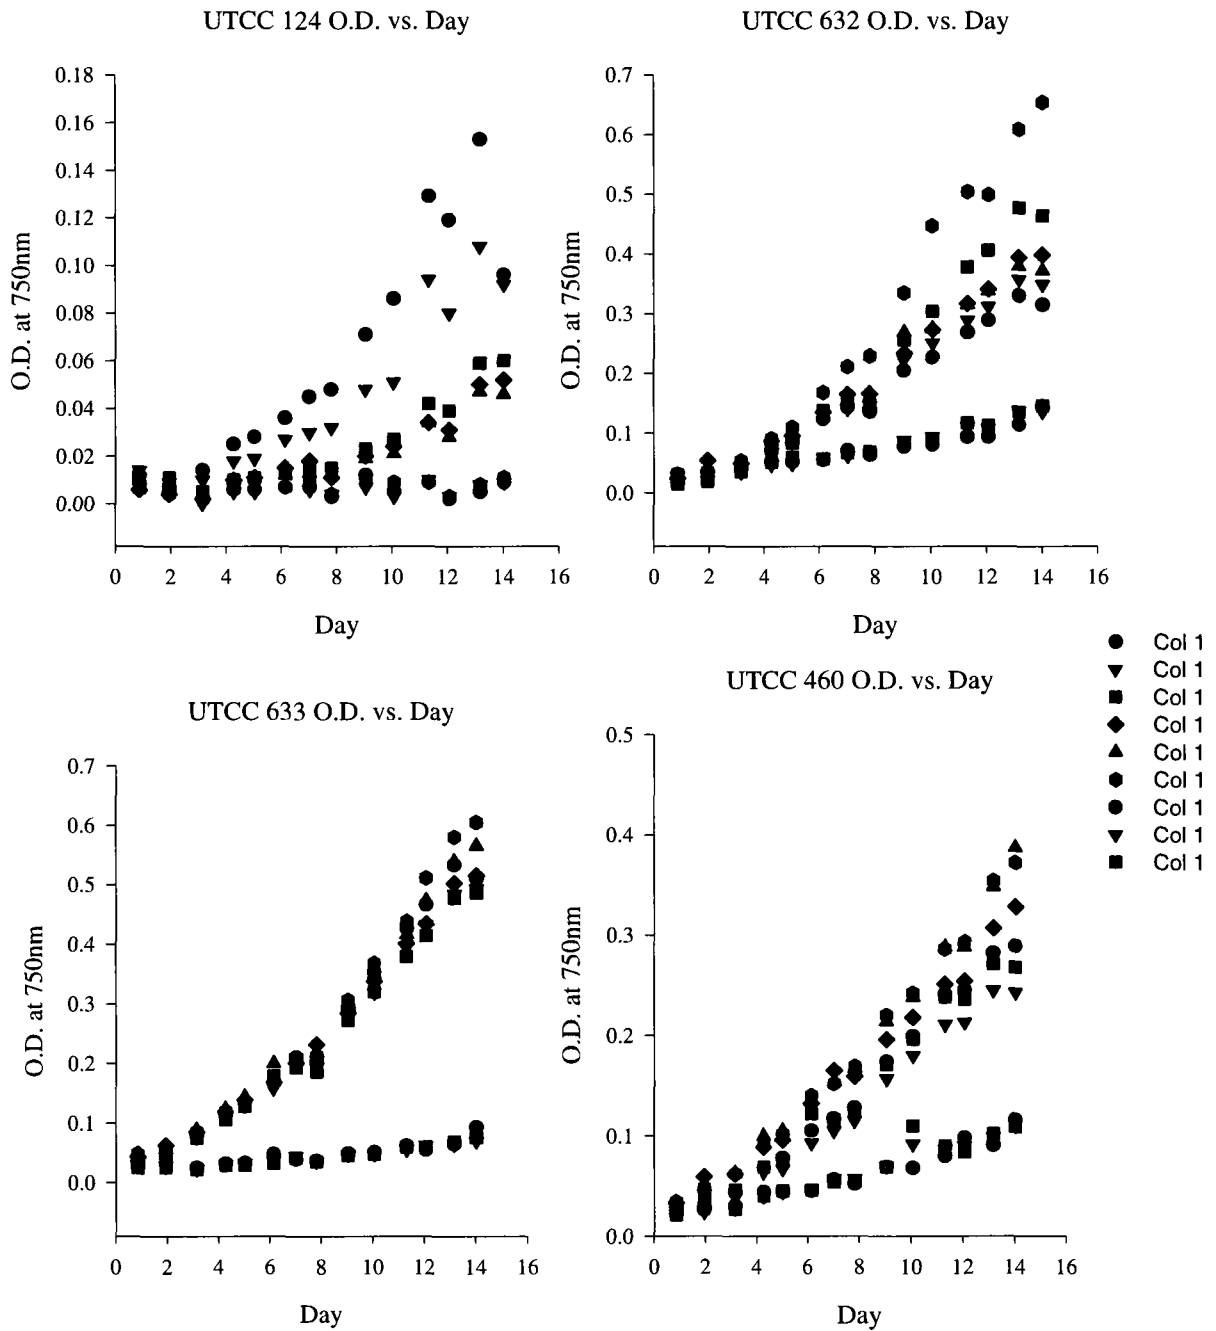 UTCC 124 O.D. vs. Day
0.18
0.16
0.14
0.12
0.10
0.08
0.06
0.04
0.02
0.00
O.D. at 750nm
0 2 4 6 8 10 12 14 16
Day
UTCC 632 O.D. vs. Day
0.7
0.6
0.5
0.4
0.3
0.2
0.1
0.0
O.D. at 750nm
0 2 4 6 8 10 12 14 16
Day
UTCC 633 O.D. vs. Day
0.7
0.6
0.5
0.4
0.3
0.2
0.1
0.0
O.D. at 750nm
0 2 4 6 8 10 12 14 16
Day
UTCC 460 O.D. vs. Day
0.5
0.4
0.3
0.2
0.1
0.0
O.D. at 750nm
0 2 4 6 8 10 12 14 16
Day
Col 1
Col 1
Col 1
Col 1
Col 1
Col 1
Col 1
Col 1
Col 1